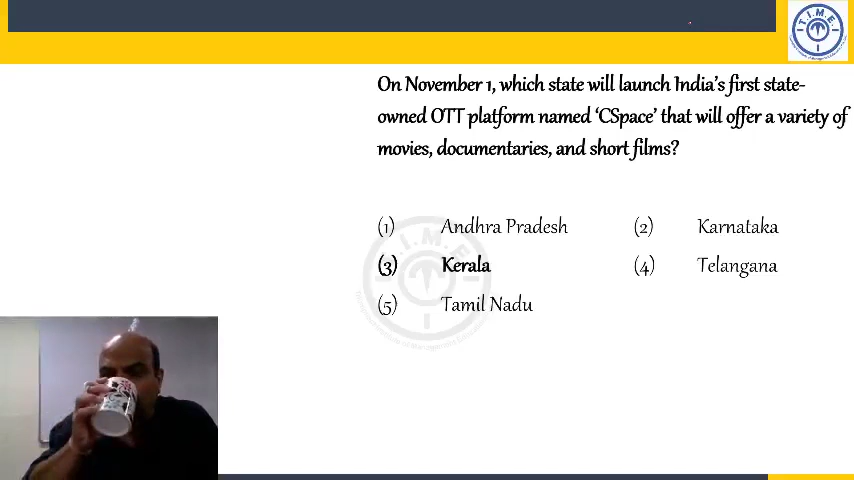 T.I.M.E.
On November 1, which state will launch India's first state-
owned OTT platform named 'CSpace' that will offer a variety of
movies, documentaries, and short films?
(1) Andhra Pradesh (2) Karnataka
(3) Kerala (4) Telangana
(5) Tamil Nadu